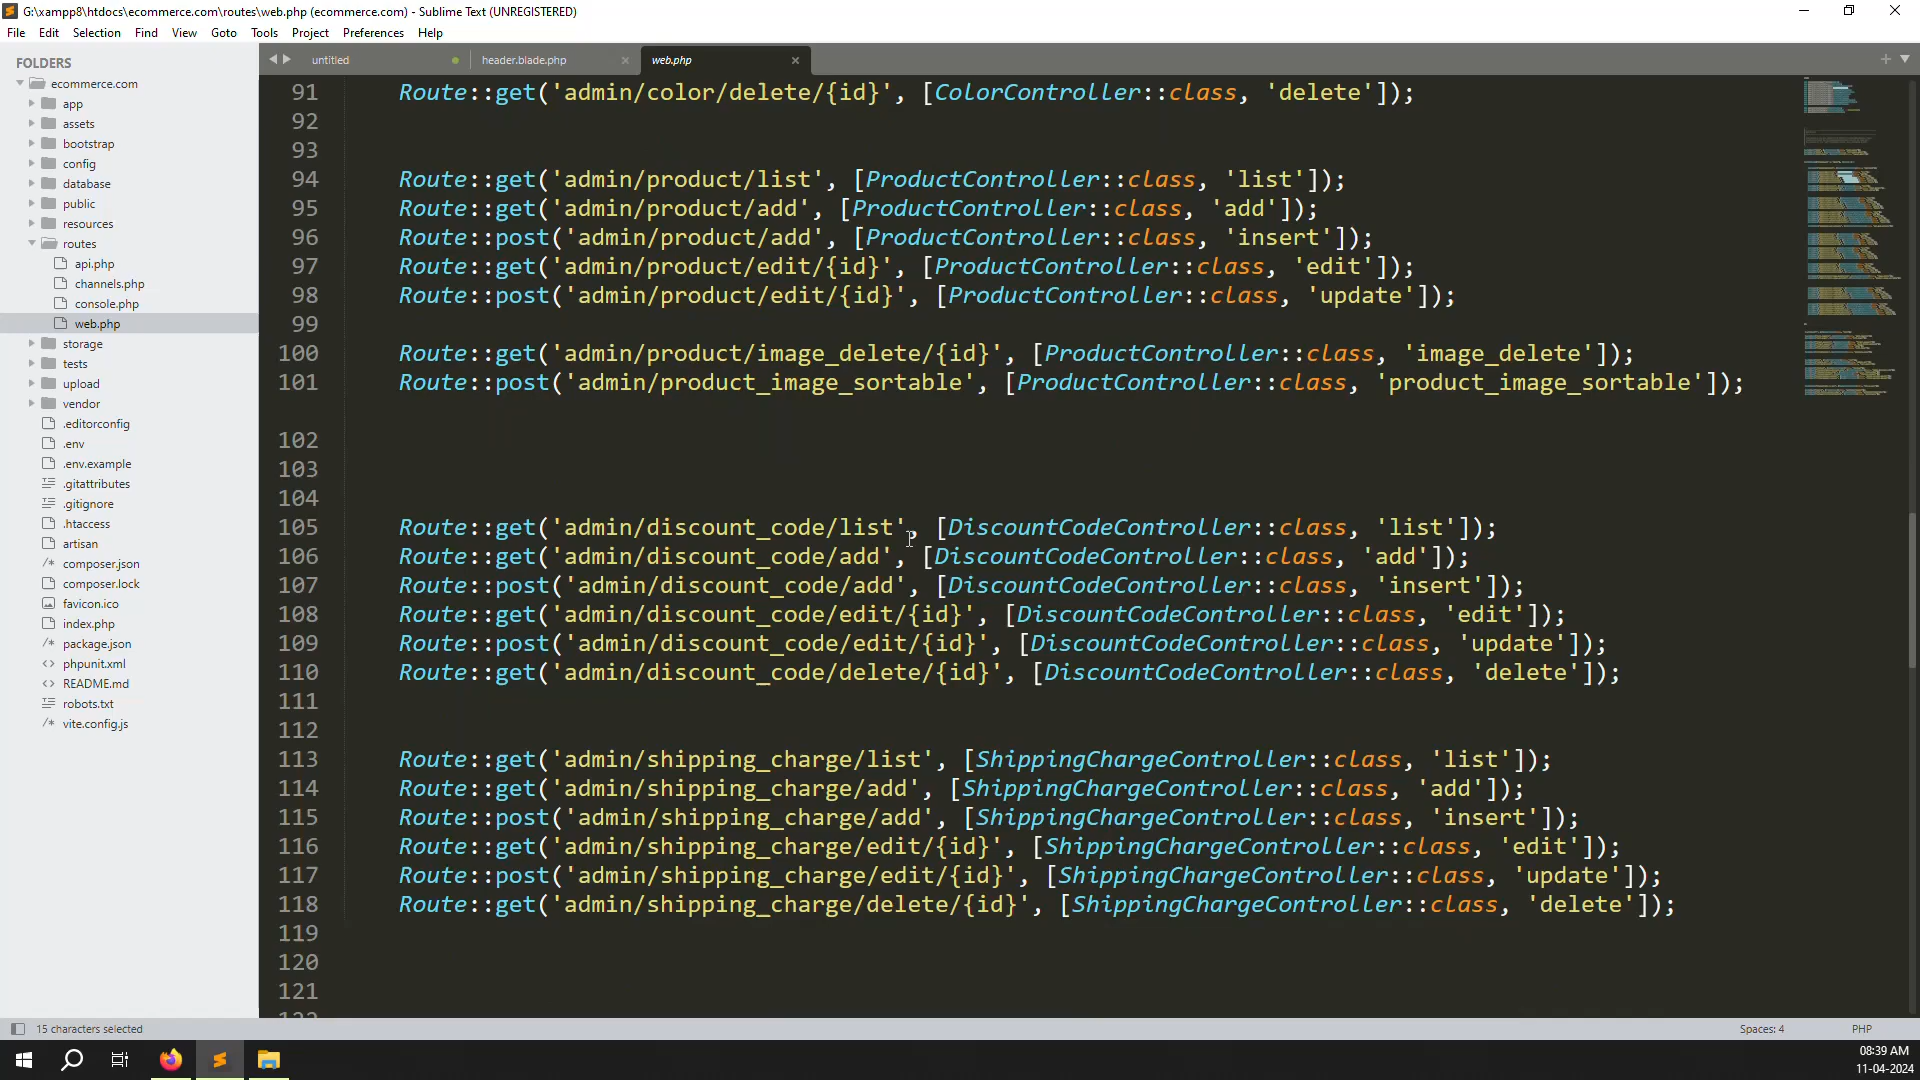 G:\xampp8\htdocs\ecommerce.com\routes\web.php (ecommerce.com) - Sublime Text (UNREGISTERED)
File Edit Selection Find View Goto Tools Project Preferences Help
FOLDERS
ecommerce.com
app
assets
bootstrap
config
database
public
resources
routes
api.php
channels.php
console.php
web.php
storage
tests
upload
vendor
.editorconfig
.env
.env.example
.gitattributes
.gitignore
.htaccess
artisan
composer.json
composer.lock
favicon.ico
index.php
package.json
phpunit.xml
README.md
robots.txt
vite.config.js
untitled header.blade.php web.php
91 Route::get('admin/color/delete/{id}', [ColorController::class, 'delete']);
92
93
94 Route::get('admin/product/list', [ProductController::class, 'list']);
95 Route::get('admin/product/add', [ProductController::class, 'add']);
96 Route::post('admin/product/add', [ProductController::class, 'insert']);
97 Route::get('admin/product/edit/{id}', [ProductController::class, 'edit']);
98 Route::post('admin/product/edit/{id}', [ProductController::class, 'update']);
99
100 Route::get('admin/product/image_delete/{id}', [ProductController::class, 'image_delete']);
101 Route::post('admin/product_image_sortable', [ProductController::class, 'product_image_sortable']);
102
103
104
105 Route::get('admin/discount_code/list', [DiscountCodeController::class, 'list']);
106 Route::get('admin/discount_code/add', [DiscountCodeController::class, 'add']);
107 Route::post('admin/discount_code/add', [DiscountCodeController::class, 'insert']);
108 Route::get('admin/discount_code/edit/{id}', [DiscountCodeController::class, 'edit']);
109 Route::post('admin/discount_code/edit/{id}', [DiscountCodeController::class, 'update']);
110 Route::get('admin/discount_code/delete/{id}', [DiscountCodeController::class, 'delete']);
111
112
113 Route::get('admin/shipping_charge/list', [ShippingChargeController::class, 'list']);
114 Route::get('admin/shipping_charge/add', [ShippingChargeController::class, 'add']);
115 Route::post('admin/shipping_charge/add', [ShippingChargeController::class, 'insert']);
116 Route::get('admin/shipping_charge/edit/{id}', [ShippingChargeController::class, 'edit']);
117 Route::post('admin/shipping_charge/edit/{id}', [ShippingChargeController::class, 'update']);
118 Route::get('admin/shipping_charge/delete/{id}', [ShippingChargeController::class, 'delete']);
119
120
121
15 characters selected Spaces: 4 PHP
08:39 AM
11-04-2024